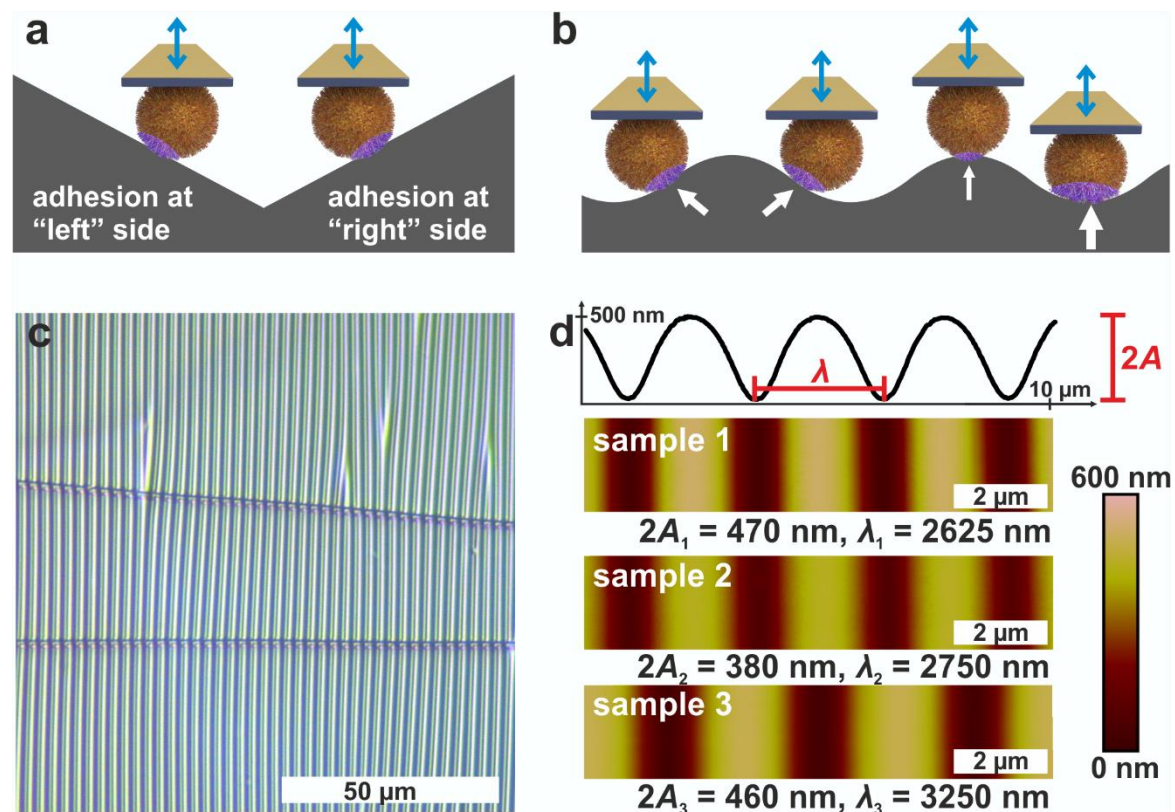 a
adhesion at
“left” side
adhesion at
“right” side
b
c
50 µm
d
500 nm
λ
10 µm
2A
sample 1
2 µm
2A₁ = 470 nm, λ₁ = 2625 nm
sample 2
2 µm
2A₂ = 380 nm, λ₂ = 2750 nm
sample 3
2 µm
2A₃ = 460 nm, λ₃ = 3250 nm
600 nm
0 nm